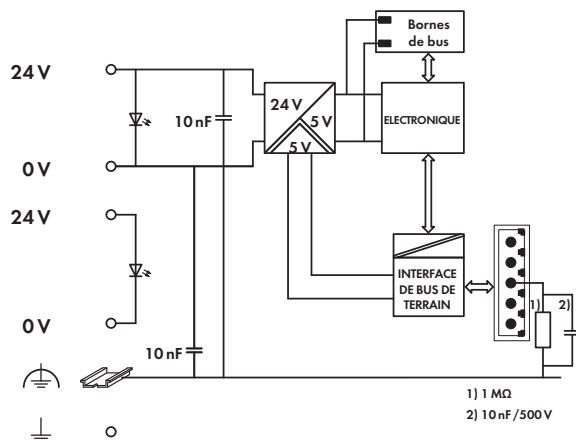 Bornes
de bus
24 V
24 V
5 V
5 V
10 nF
ELECTRONIQUE
0 V
24 V
INTERFACE
DE BUS DE
TERRAIN
1)
2)
0 V
10 nF
1) 1 MΩ
2) 10 nF/500 V